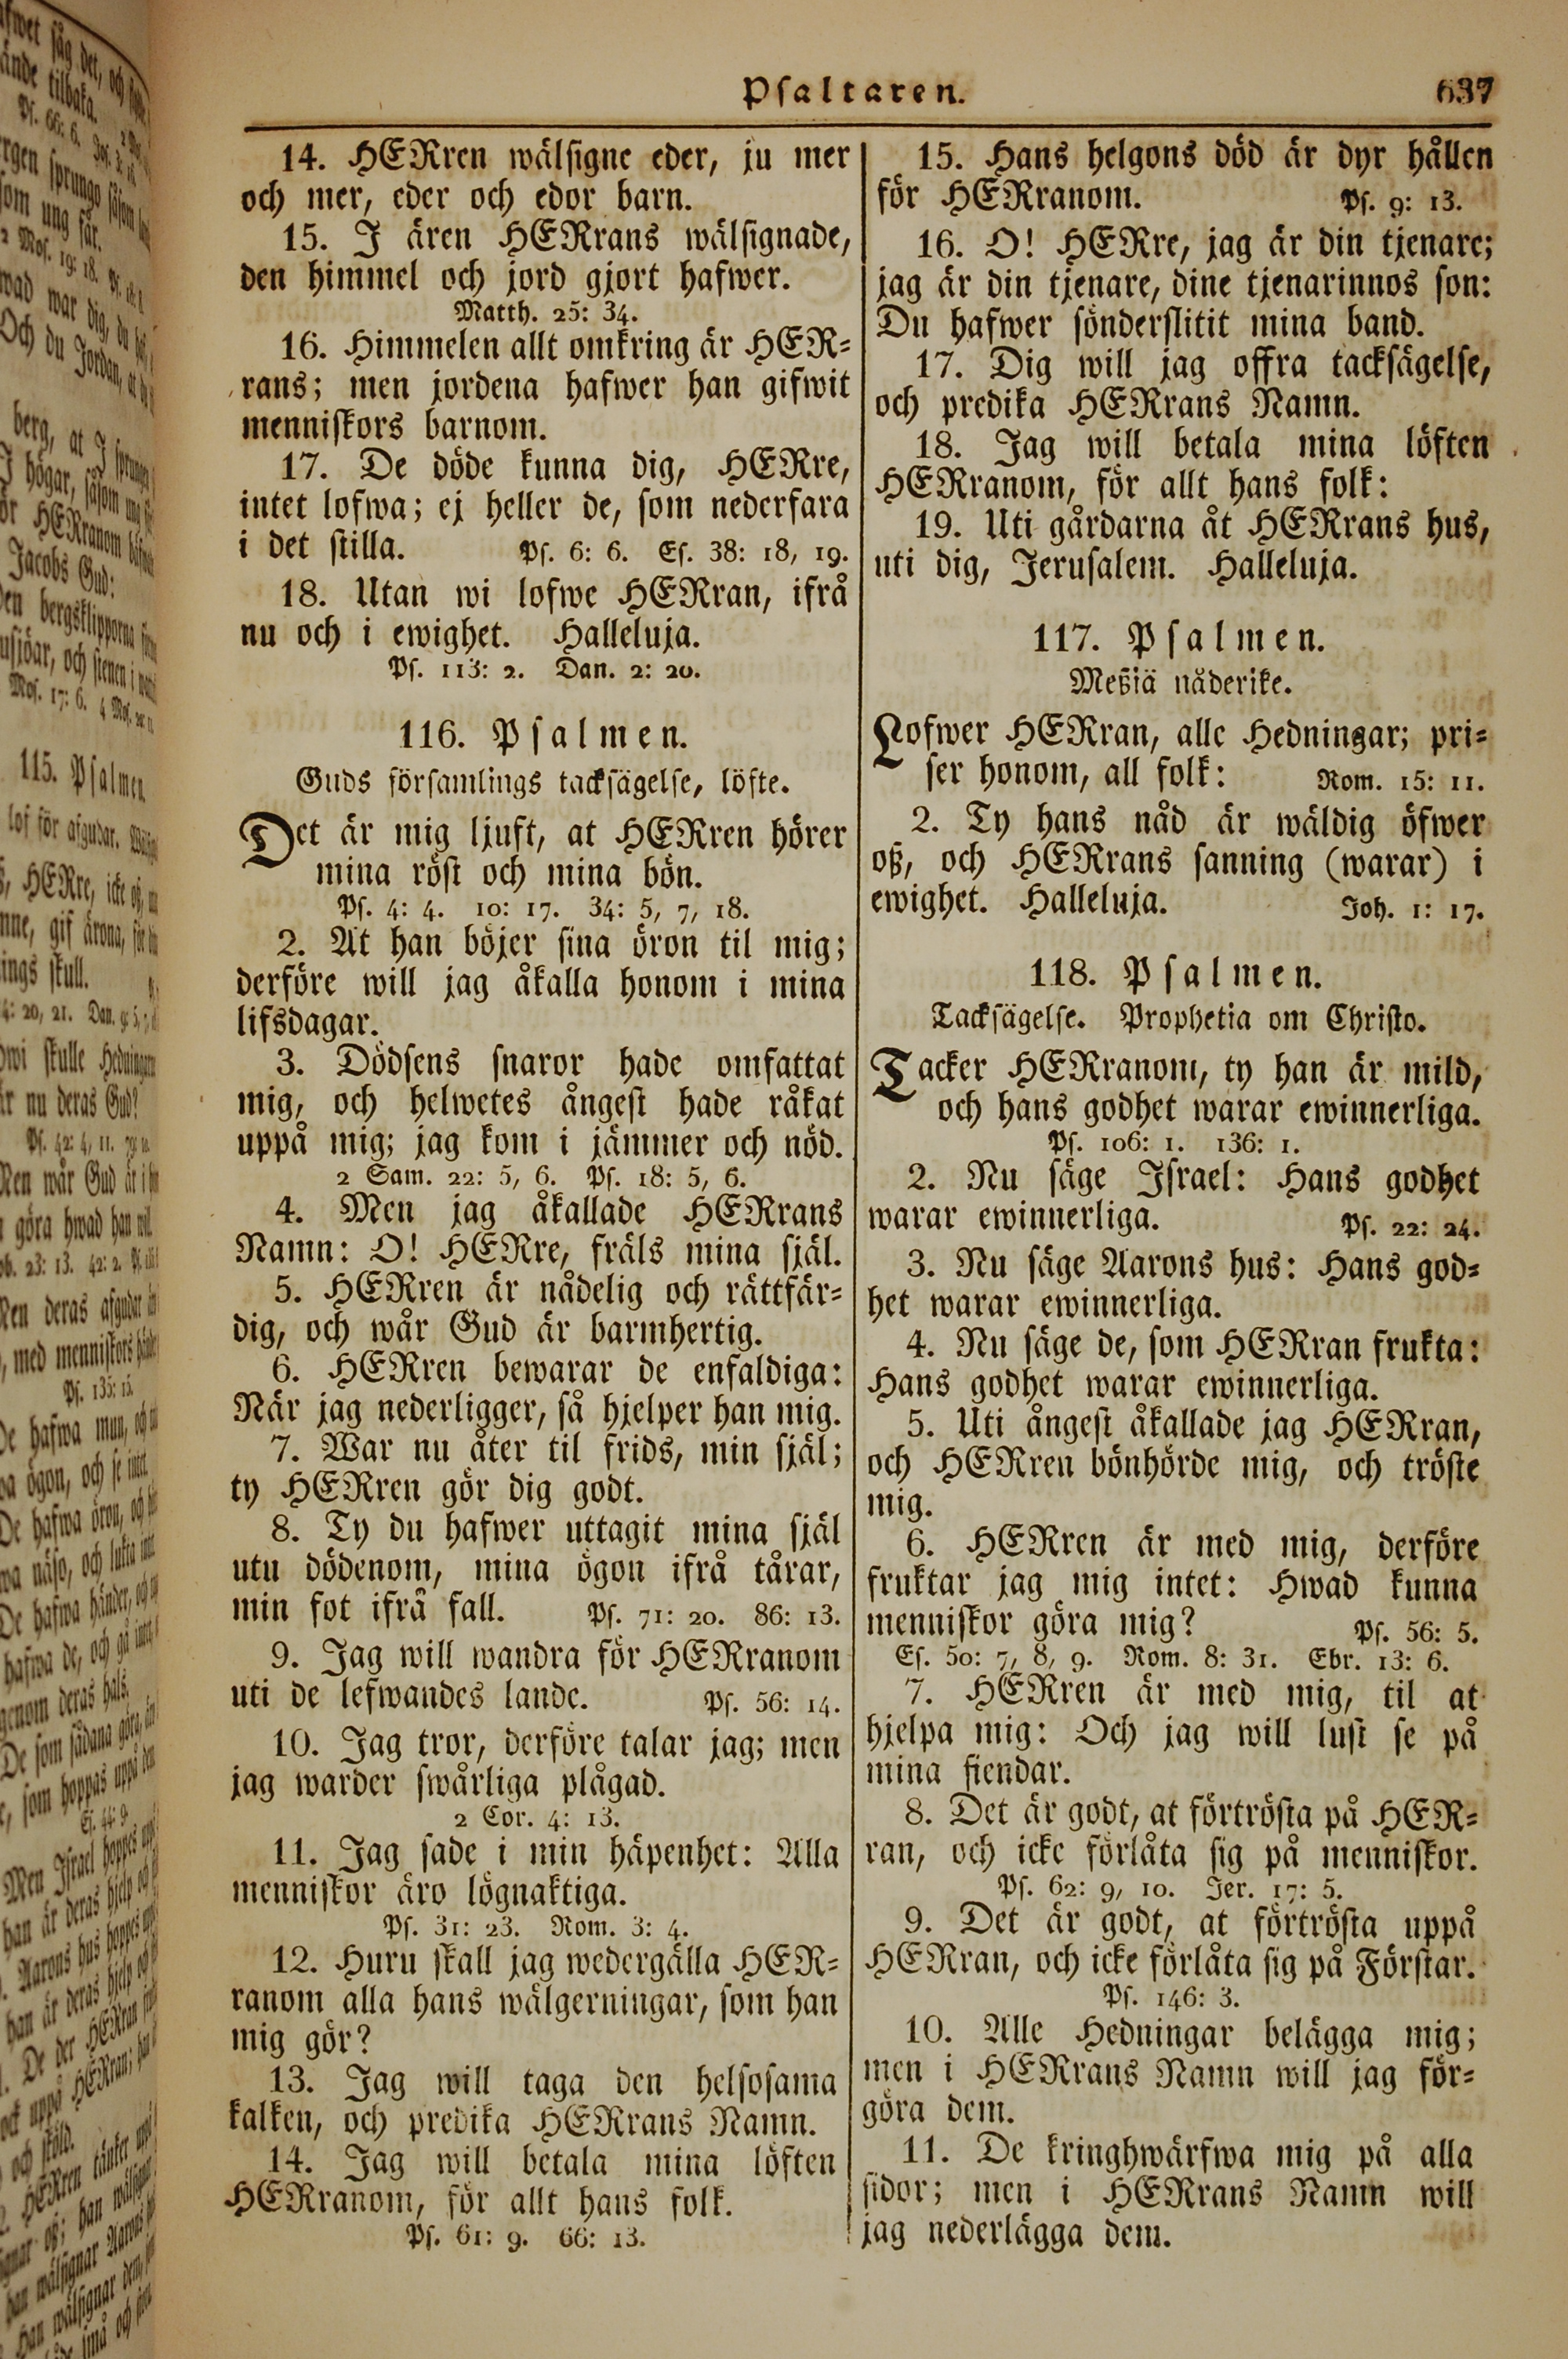 Psaltaren.
637
14. HERren wälsigne eder, ju mer
och mer, eder och edor barn.
15. I ären HERrans wälsignade,
den himmel och jord gjort hafwer.
Matth. 25: 34.
16. Himmelen allt omkring är HER-
rans; men jordena hafwer han gifwit
menniskors barnom.
17. De döde kunna dig, HERre,
intet lofwa; ej heller de, som nederfara
i det stilla. Ps. 6: 6. Es. 38: 18, 19.
18. Utan wi lofwe HERran, ifrå
nu och i ewighet. Halleluja.
Ps. 113: 2. Dan. 2: 20.
116. Psalmen.
Guds församlings tacksägelse, löfte.
Det är mig ljuft, at HERren hörer
mina röst och mina bön.
Ps. 4: 4. 10: 17. 34: 5, 7, 18.
2. At han böjer sina öron til mig;
derföre will jag åkalla honom i mina
lifsdagar.
3. Dödsens snaror hade omfattat
mig, och helwetes ångest hade råkat
uppå mig; jag kom i jämmer och nöd.
2 Sam. 22: 5, 6. Ps. 18: 5, 6.
4. Men jag åkallade HERrans
Namn: O! HERre, fräls mina själ.
5. HERren är nådelig och rättfär-
dig, och wår Gud är barmhertig.
6. HERren bewarar de enfaldiga:
När jag nederligger, så hjelper han mig.
7. War nu åter til frids, min själ;
ty HERren gör dig godt.
8. Ty du hafwer uttagit mina själ
utu dödenom, mina ögon ifrå tårar,
min fot ifrå fall. Ps. 71: 20. 86: 13.
9. Jag will wandra för HERranom
uti de lefwandes lande. Ps. 56: 14.
10. Jag tror, derföre talar jag; men
jag warder swårliga plågad.
2 Cor. 4: 13.
11. Jag sade i min häpenhet: Alla
menniskor äro lögnaktiga.
Ps. 31: 23. Rom. 3: 4.
12. Huru skall jag wedergälla HER-
ranom alla hans wälgerningar, som han
mig gör?
13. Jag will taga den helsosama
kalken, och predika HERrans Namn.
14. Jag will betala mina löften
HERranom, för allt hans folk.
Ps. 61: 9. 66: 13.
15. Hans helgons död är dyr hållen
för HERranom. Ps. 9: 13.
16. O! HERre, jag är din tjenare;
jag är din tjenare, dine tjenarinnos son:
Du hafwer sönderslitit mina band.
17. Dig will jag offra tacksägelse,
och predika HERrans Namn.
18. Jag will betala mina löften
HERranom, för allt hans folk:
19. Uti gårdarna åt HERrans hus,
uti dig, Jerusalem. Halleluja.
117. Psalmen.
Meßiä nåderike.
Lofwer HERran, alle Hedningar; pri-
ser honom, all folk: Rom. 15: 11.
2. Ty hans nåd är wäldig öfwer
oß, och HERrans sanning (warar) i
ewighet. Halleluja. Joh. 1: 17.
118. Psalmen.
Tacksägelse. Prophetia om Christo.
Tacker HERranom, ty han är mild,
och hans godhet warar ewinnerliga.
Ps. 106: 1. 136: 1.
2. Nu säge Israel: Hans godhet
warar ewinnerliga. Ps. 22: 24.
3. Nu säge Aarons hus: Hans god-
het warar ewinnerliga.
4. Nu säge de, som HERran frukta:
Hans godhet warar ewinnerliga.
5. Uti ångest åkallade jag HERran,
och HERren bönhörde mig, och tröste
mig.
6. HERren är med mig, derföre
fruktar jag mig intet: Hwad kunna
menniskor göra mig? Ps. 56: 5.
Es. 50: 7, 8, 9. Rom. 8: 31. Ebr. 13: 6.
7. HERren är med mig, til at
hjelpa mig: Och jag will lust se på
mina fiendar.
8. Det är godt, at förtrösta på HER-
ran, och icke förlåta sig på menniskor.
Ps. 62: 9, 10. Jer. 17: 5.
9. Det är godt, at förtrösta uppå
HERran, och icke förlåta sig på Förstar.
Ps. 146: 3.
10. Alle Hedningar belägga mig;
men i HERrans Namn will jag för-
göra dem.
11. De kringhwärfwa mig på alla
sidor; men i HERrans Namn will
jag nederlägga dem.